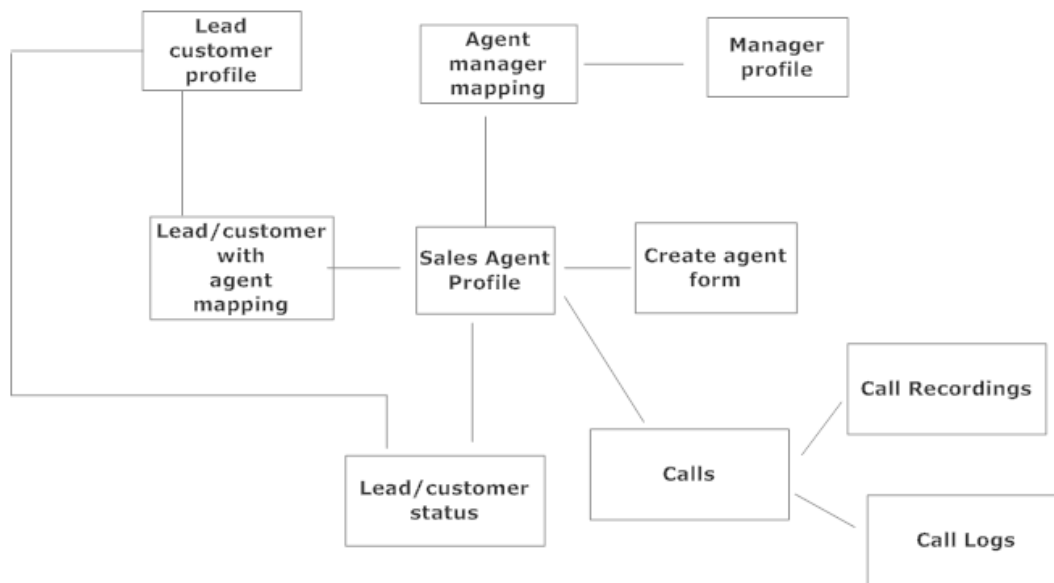 Lead
customer
profile
Agent
manager
mapping
Manager
profile
Lead/customer
with
agent
mapping
Sales Agent
Profile
Create agent
form
Call Recordings
Calls
Lead/customer
status
Call Logs